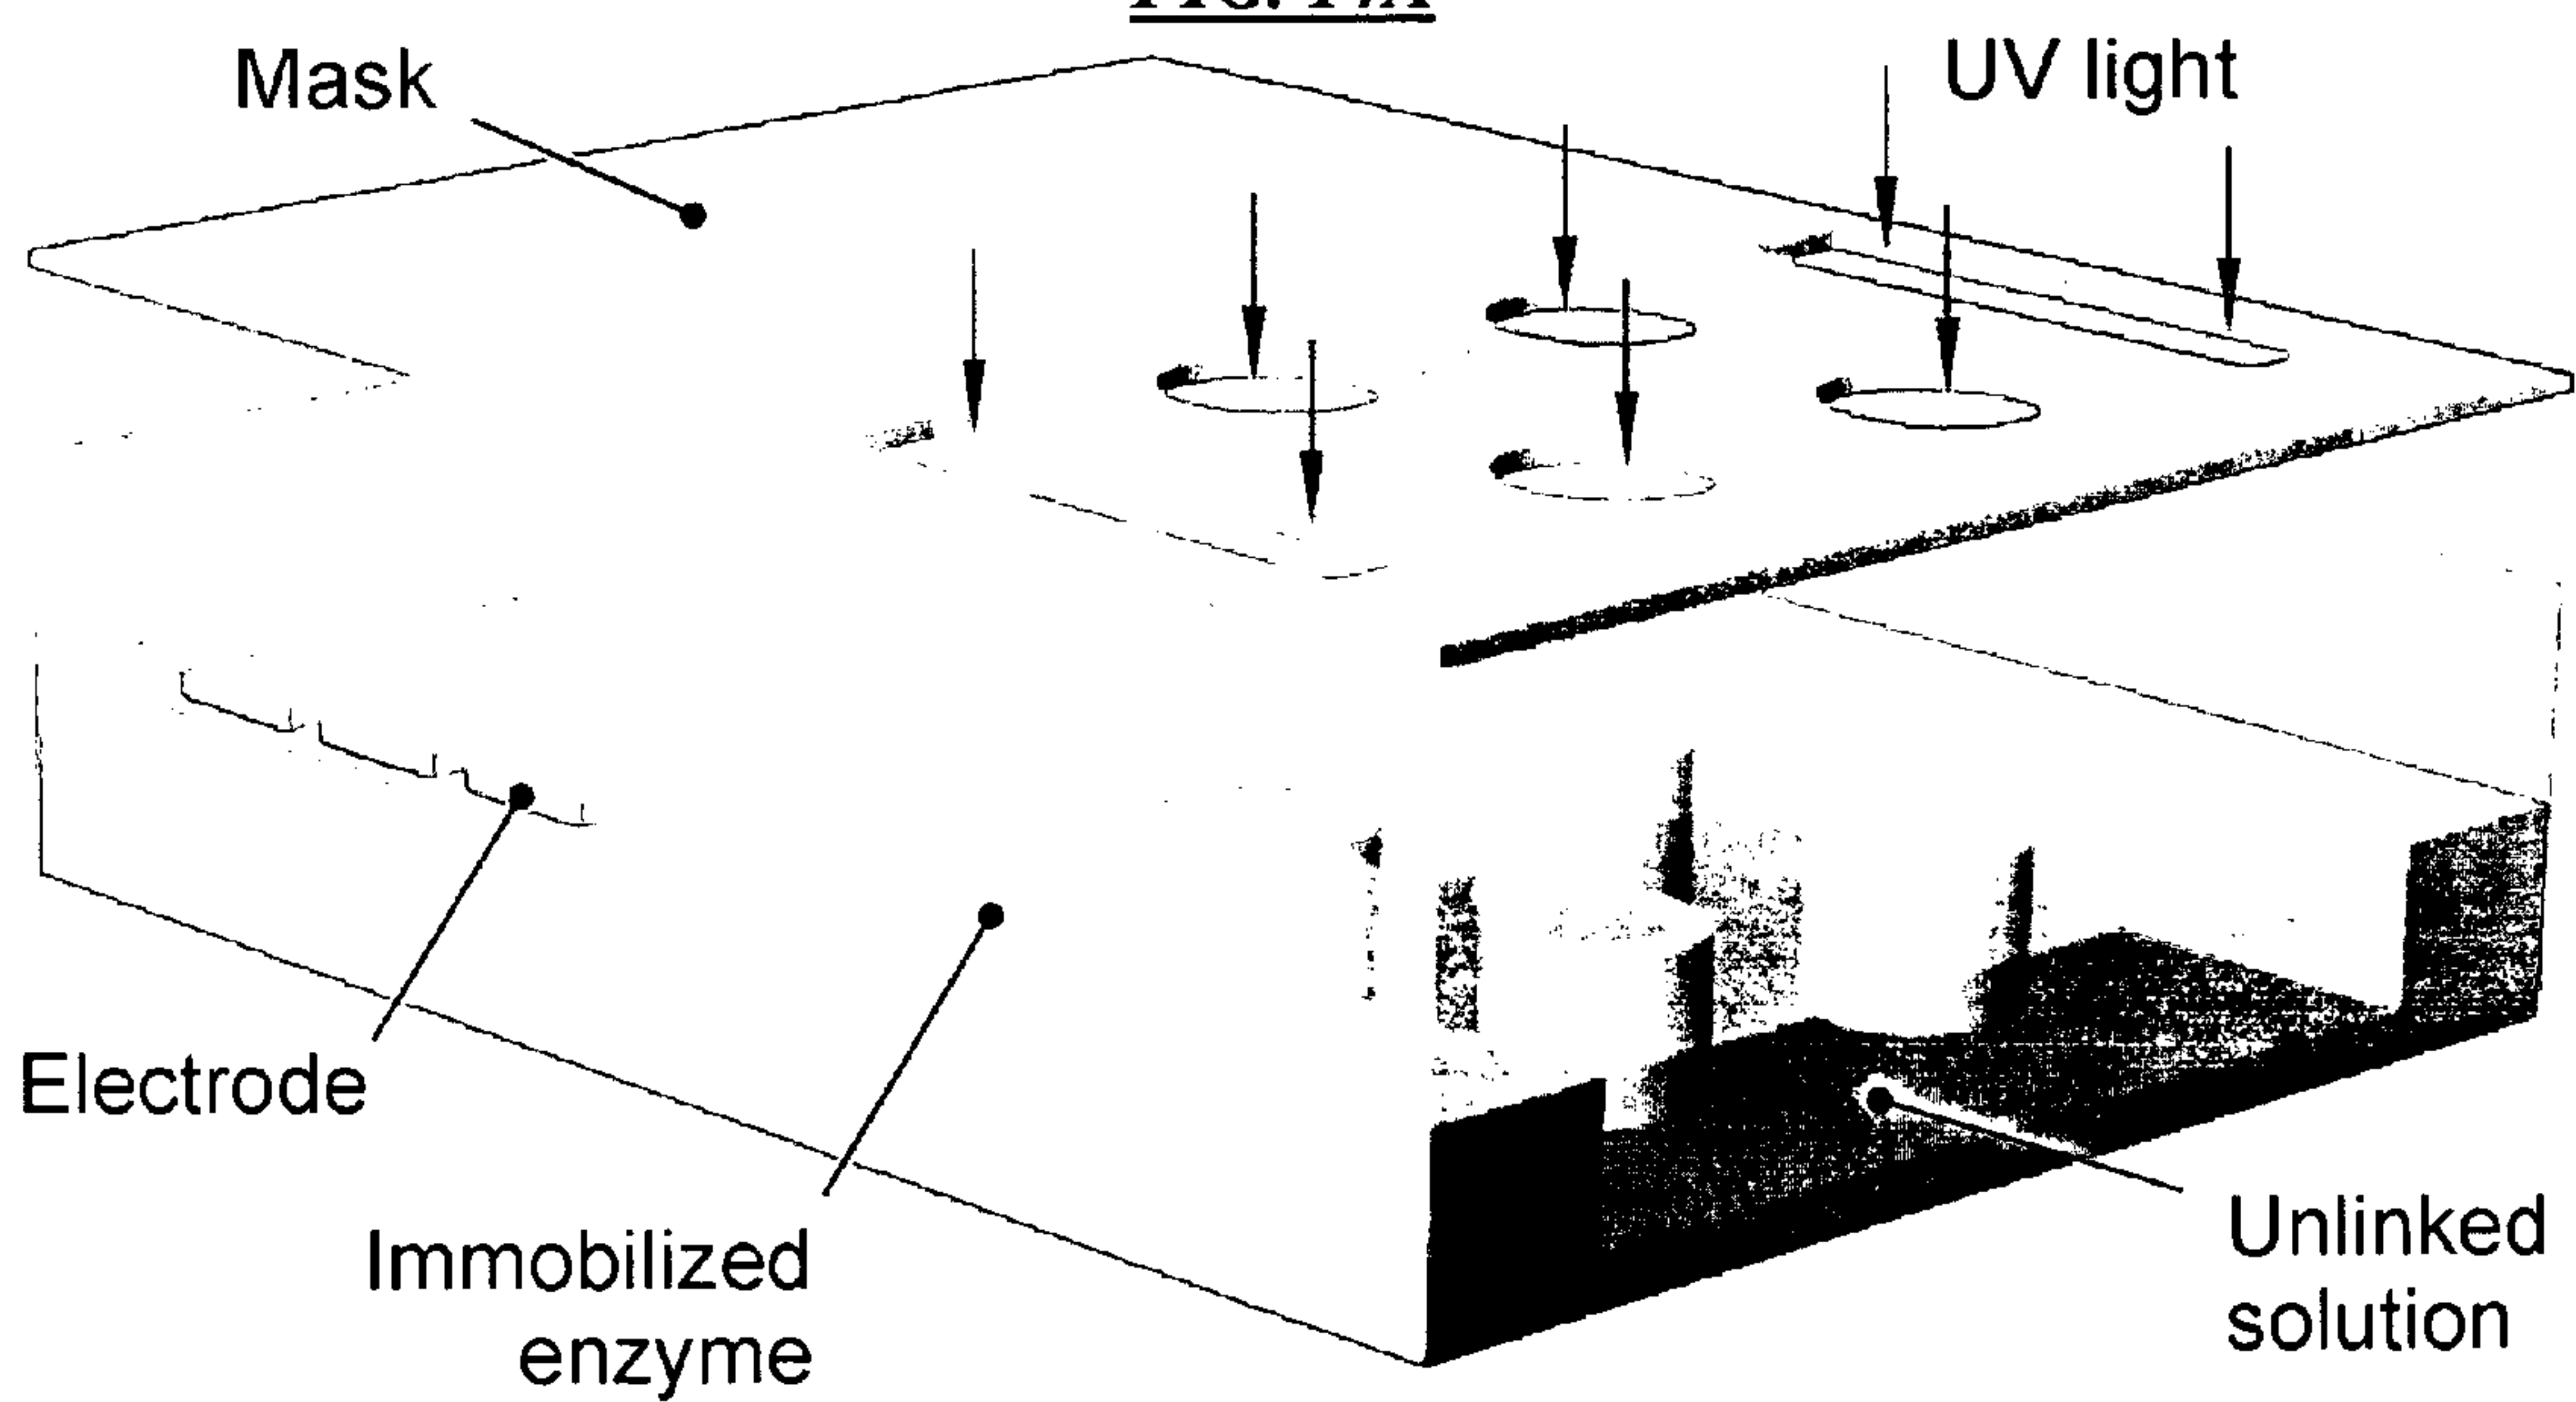 Mask
UV light
Electrode
Immobilized
enzyme
Unlinked
solution